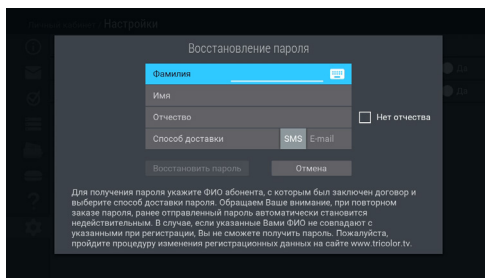 Настройки
Восстановление пароля
Фамилия
Имя
Отчество
Нет отчества
Способ доставки SMS E-mail
Восстановить пароль Отмена
Да
Да
Для получения пароля укажите ФИО абонента, с которым был заключен договор и
выберите способ доставки пароля. Обращаем Ваше внимание, при повторном
заказе пароля, ранее отправленный пароль автоматически становится
недействительным. В случае, если указанные Вами ФИО не совпадают с
указанными при регистрации, Вы не сможете получить пароль. Пожалуйста,
пройдите процедуру изменения регистрационных данных на сайте www.tricolor.tv.